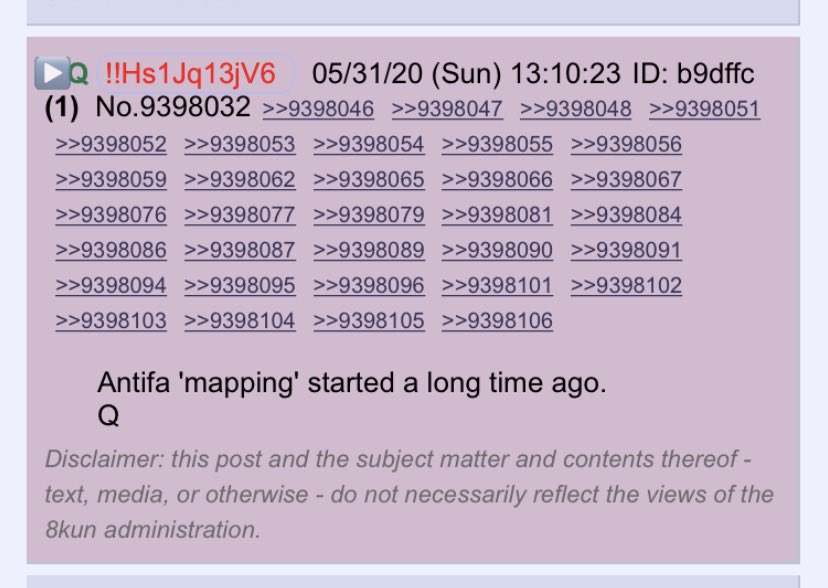 Q !!Hs1Jq13jV6 05/31/20 (Sun) 13:10:23 ID: b9dffc
(1) No.9398032 >>9398046 >>9398047 >>9398048 >>9398051
>>9398052 >>9398053 >>9398054 >>9398055 >>9398056
>>9398059 >>9398062 >>9398065 >>9398066 >>9398067
>>9398076 >>9398077 >>9398079 >>9398081 >>9398084
>>9398086 >>9398087 >>9398089 >>9398090 >>9398091
>>9398094 >>9398095 >>9398096 >>9398101 >>9398102
>>9398103 >>9398104 >>9398105 >>9398106
Antifa 'mapping' started a long time ago.
Q
Disclaimer: this post and the subject matter and contents thereof -
text, media, or otherwise - do not necessarily reflect the views of the
8kun administration.